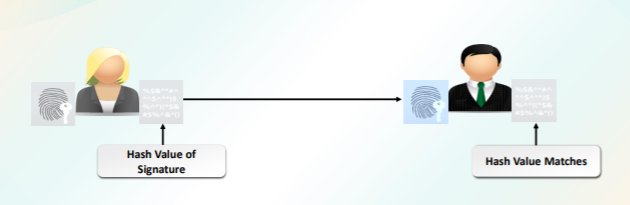 Hash Value of
Signature
Hash Value Matches